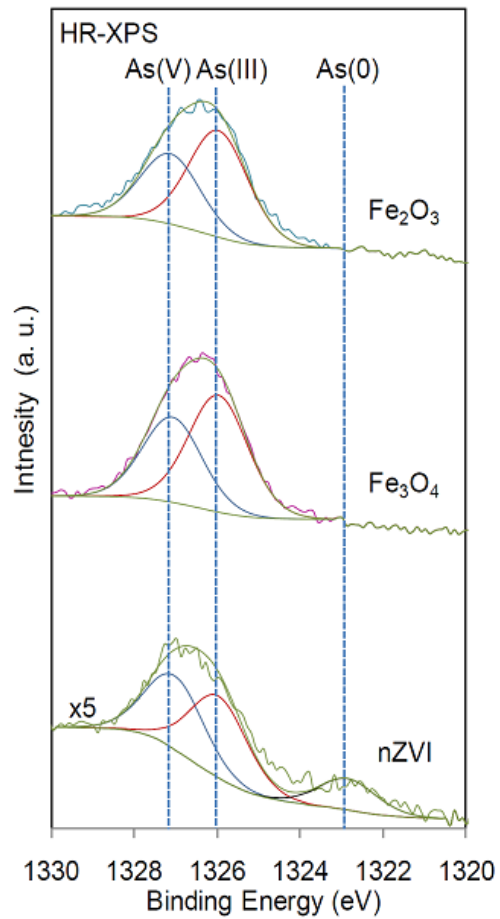 HR-XPS
As(V) As(III) As(0)
Fe₂O₃
Fe₃O₄
x5
nZVI
Intnesity (a. u.)
1330 1328 1326 1324 1322 1320
Binding Energy (eV)